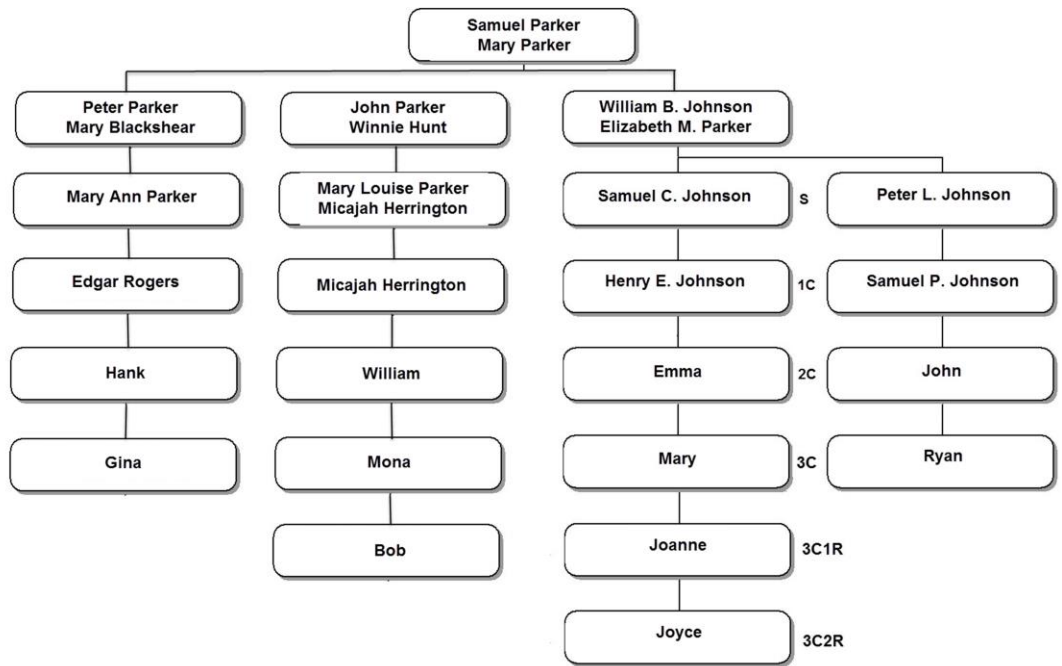 Samuel Parker
Mary Parker
Peter Parker
Mary Blackshear
John Parker
Winnie Hunt
William B. Johnson
Elizabeth M. Parker
Mary Ann Parker
Mary Louise Parker
Micajah Herrington
Samuel C. Johnson
S
Peter L. Johnson
Edgar Rogers
Micajah Herrington
Henry E. Johnson
1C
Samuel P. Johnson
Hank
William
Emma
2C
John
Gina
Mona
Mary
3C
Ryan
Bob
Joanne
3C1R
Joyce
3C2R